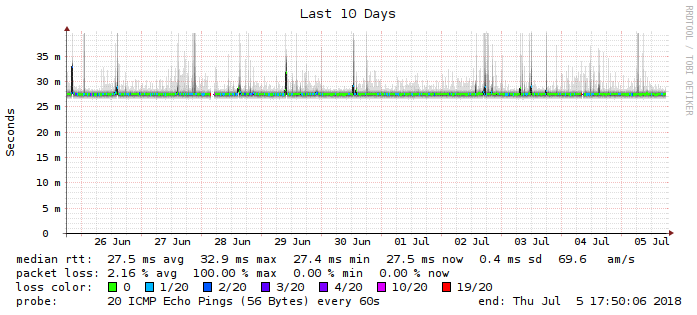 Last 10 Days
RRDTOOL / TOBI OETIKER
Seconds
35 m
30 m
25 m
20 m
15 m
10 m
5 m
0
26 Jun 27 Jun 28 Jun 29 Jun 30 Jun 01 Jul 02 Jul 03 Jul 04 Jul 05 Jul
median rtt: 27.5 ms avg 32.9 ms max 27.4 ms min 27.5 ms now 0.4 ms sd 69.6 am/s
packet loss: 2.16 % avg 100.00 % max 0.00 % min 0.00 % now
loss color: 0 1/20 2/20 3/20 4/20 10/20 19/20
probe: 20 ICMP Echo Pings (56 Bytes) every 60s end: Thu Jul 5 17:50:06 2018